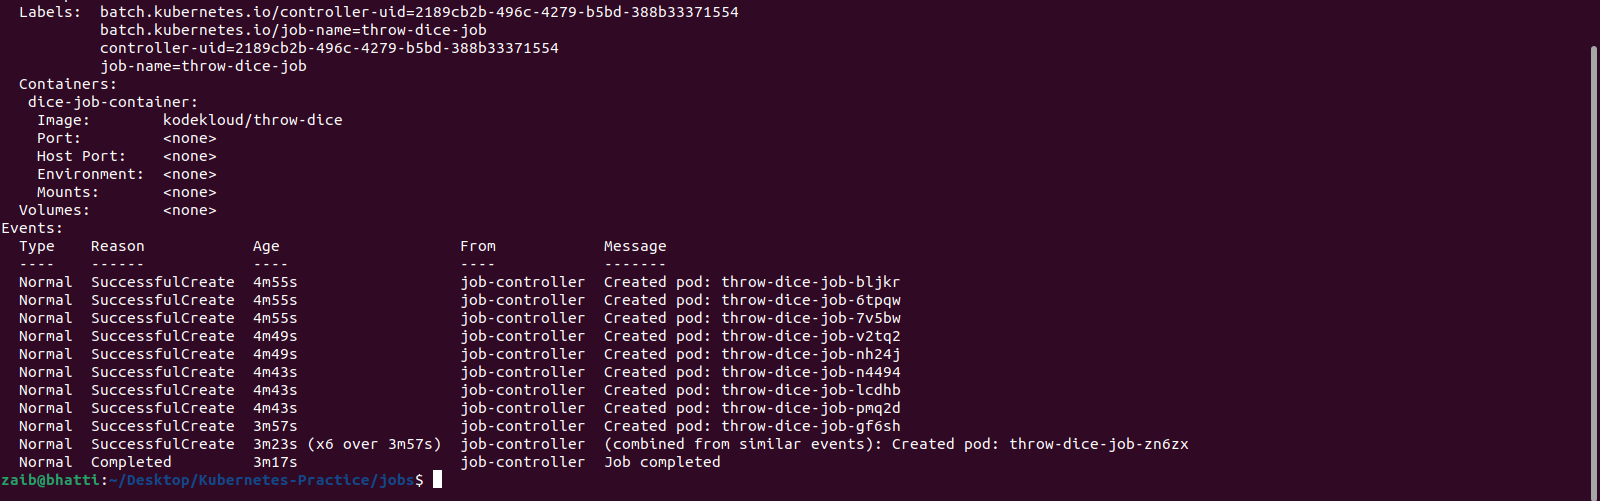 Labels:  batch.kubernetes.io/controller-uid=2189cb2b-496c-4279-b5bd-388b33371554
batch.kubernetes.io/job-name=throw-dice-job
controller-uid=2189cb2b-496c-4279-b5bd-388b33371554
job-name=throw-dice-job
Containers:
dice-job-container:
Image:        kodekloud/throw-dice
Port:         <none>
Host Port:    <none>
Environment:  <none>
Mounts:       <none>
Volumes:        <none>
Events:
Type    Reason            Age                    From            Message
----    ------            ----                   ----            -------
Normal  SuccessfulCreate  4m55s                  job-controller  Created pod: throw-dice-job-bljkr
Normal  SuccessfulCreate  4m55s                  job-controller  Created pod: throw-dice-job-6tpqw
Normal  SuccessfulCreate  4m55s                  job-controller  Created pod: throw-dice-job-7v5bw
Normal  SuccessfulCreate  4m49s                  job-controller  Created pod: throw-dice-job-v2tq2
Normal  SuccessfulCreate  4m49s                  job-controller  Created pod: throw-dice-job-nh24j
Normal  SuccessfulCreate  4m43s                  job-controller  Created pod: throw-dice-job-n4494
Normal  SuccessfulCreate  4m43s                  job-controller  Created pod: throw-dice-job-lcdhb
Normal  SuccessfulCreate  4m43s                  job-controller  Created pod: throw-dice-job-pmq2d
Normal  SuccessfulCreate  3m57s                  job-controller  Created pod: throw-dice-job-gf6sh
Normal  SuccessfulCreate  3m23s (x6 over 3m57s)  job-controller  (combined from similar events): Created pod: throw-dice-job-zn6zx
Normal  Completed         3m17s                  job-controller  Job completed
zaib@bhatti:~/Desktop/Kubernetes-Practice/jobs$